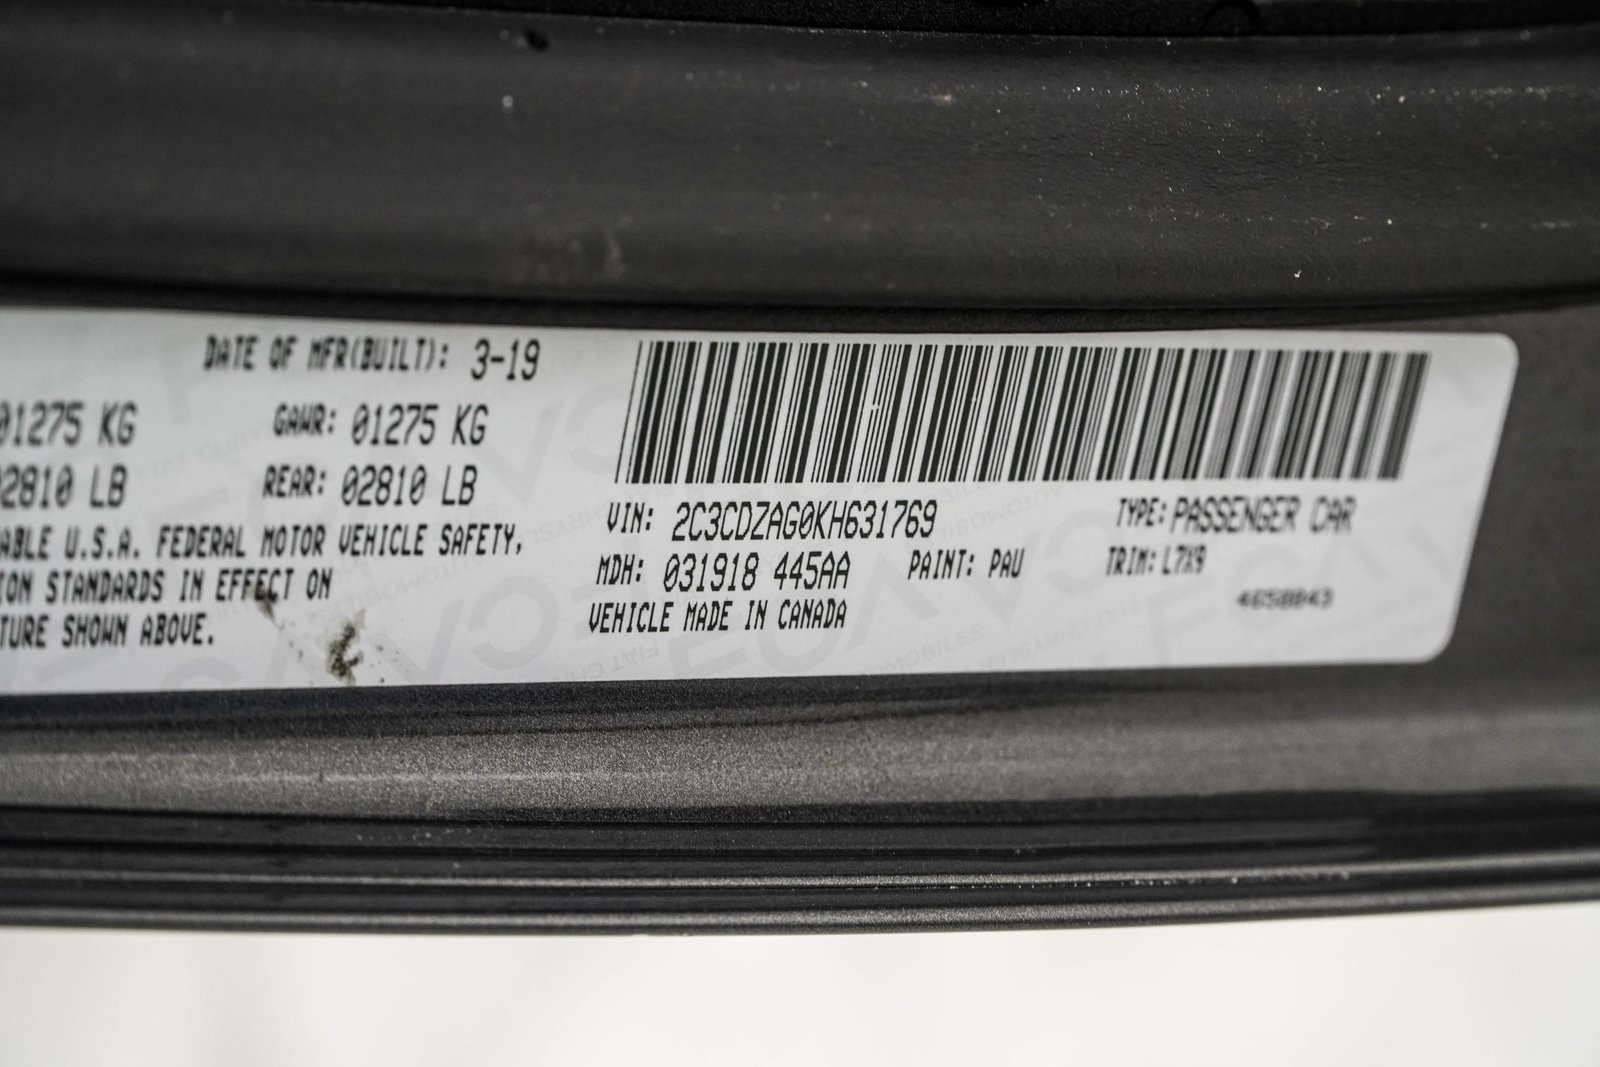 DATE OF MFR(BUILT): 3-19
01275 KG GAWR: 01275 KG
2810 LB REAR: 02810 LB
ABLE U.S.A. FEDERAL MOTOR VEHICLE SAFETY,
ION STANDARDS IN EFFECT ON
TURE SHOWN ABOVE.
VIN: 2C3CDZAG0KH631769 TYPE: PASSENGER CAR
MDH: 031918 445AA PAINT: PAU TRIM: L7X9
VEHICLE MADE IN CANADA
4658043